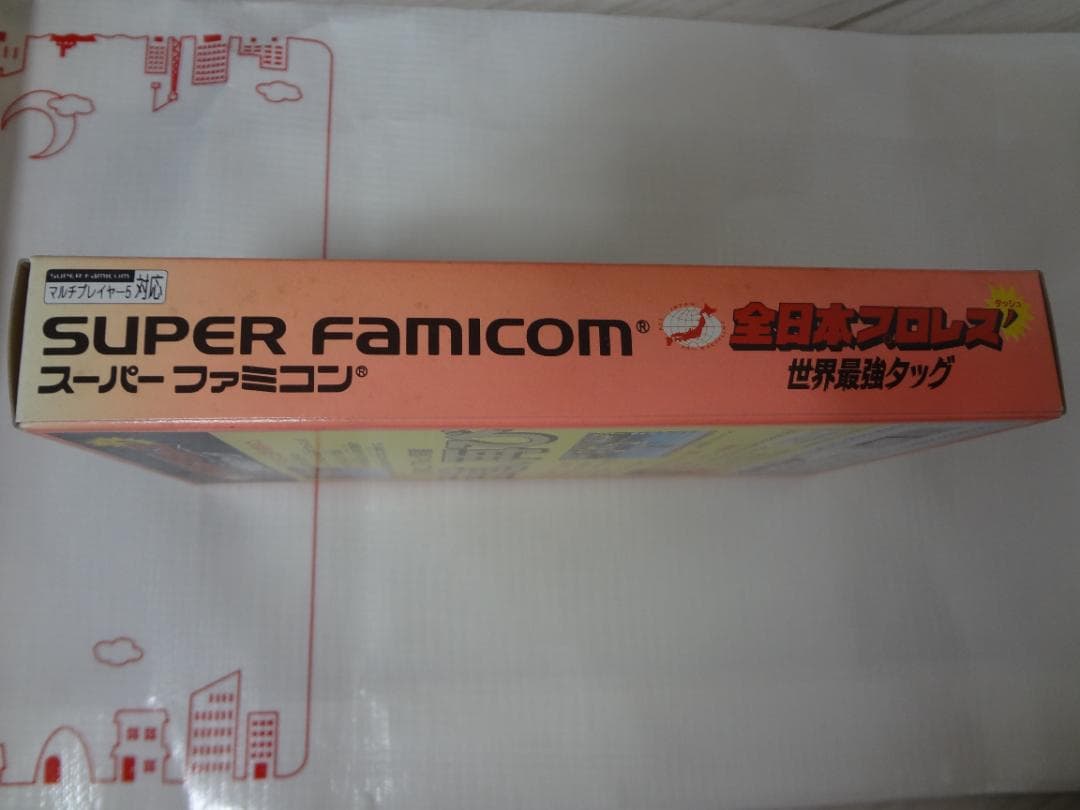 SUPER FAMICOM
マルチプレイヤー5 対応
SUPER FAMICOM®
スーパー ファミコン®
ダッシュ
全日本プロレス'
世界最強タッグ